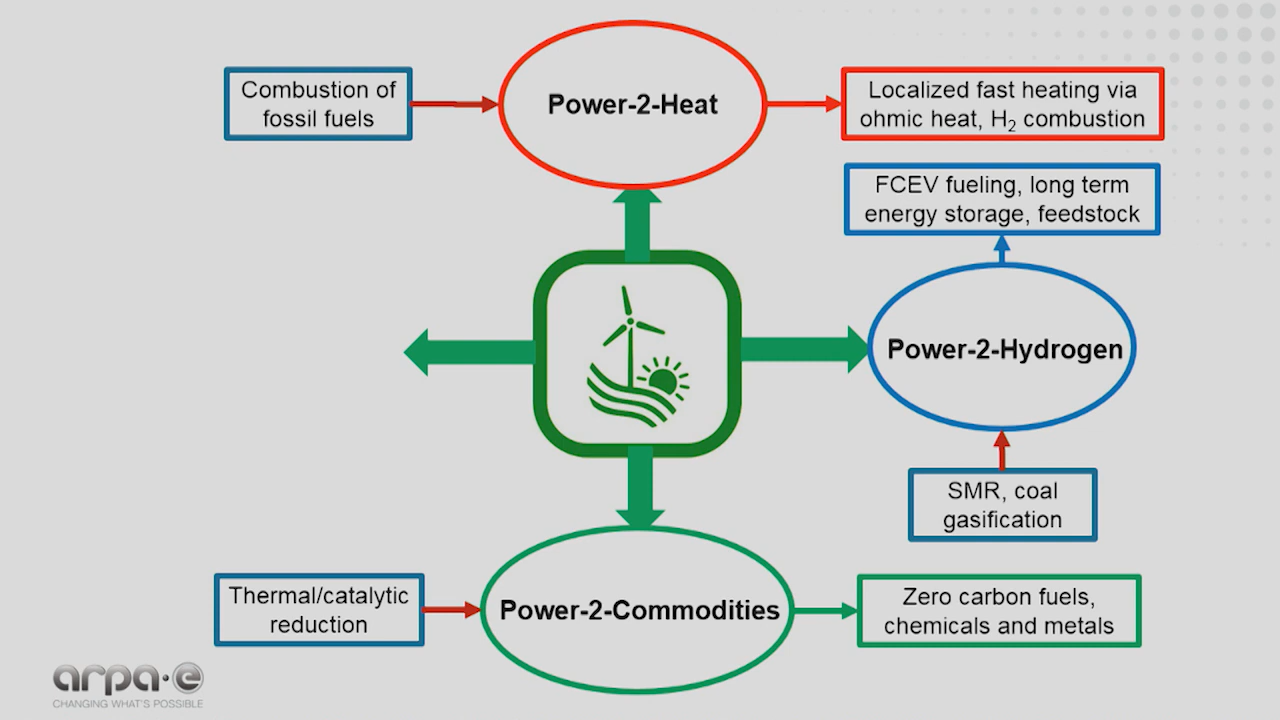 Combustion of
fossil fuels
Power-2-Heat
Localized fast heating via
ohmic heat, H₂ combustion
FCEV fueling, long term
energy storage, feedstock
Power-2-Hydrogen
SMR, coal
gasification
Thermal/catalytic
reduction
Power-2-Commodities
Zero carbon fuels,
chemicals and metals
arpa·e
CHANGING WHAT'S POSSIBLE